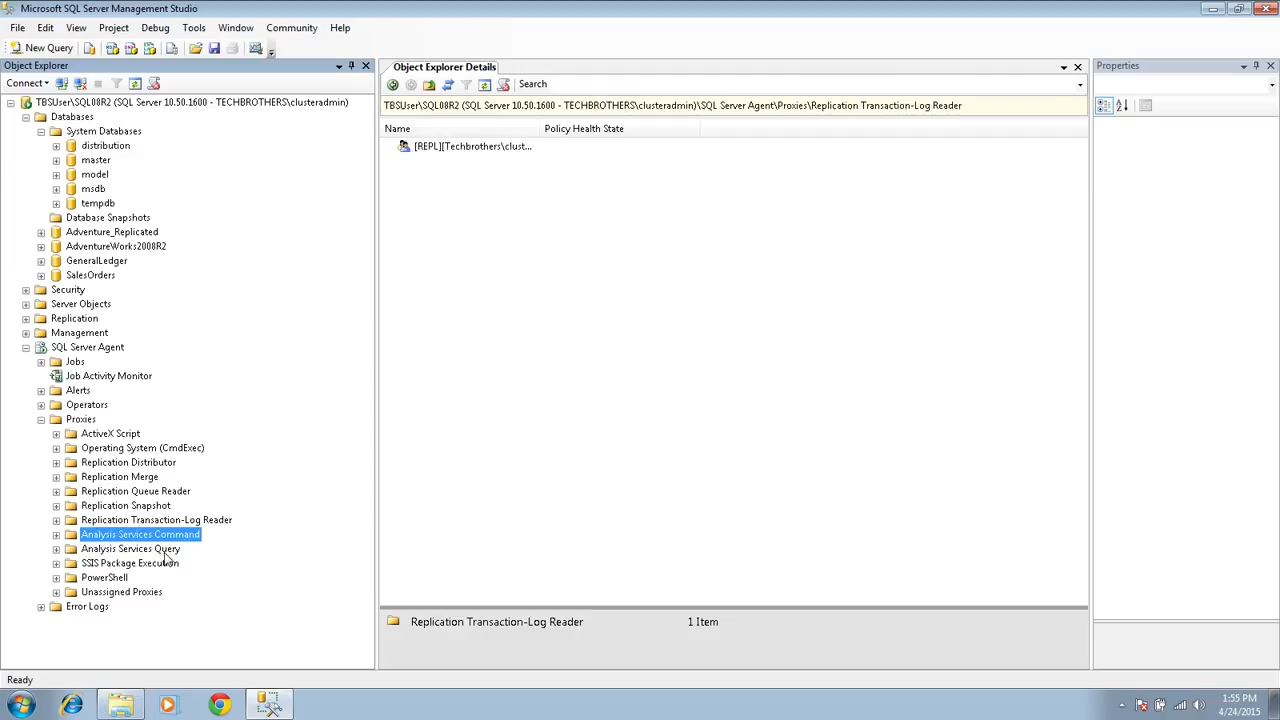 Microsoft SQL Server Management Studio
File Edit View Project Debug Tools Window Community Help
New Query
Object Explorer
Connect
TBSUser\SQL08R2 (SQL Server 10.50.1600 - TECHBROTHERS\clusteradmin)
Databases
System Databases
distribution
master
model
msdb
tempdb
Database Snapshots
Adventure_Replicated
AdventureWorks2008R2
GeneralLedger
SalesOrders
Security
Server Objects
Replication
Management
SQL Server Agent
Jobs
Job Activity Monitor
Alerts
Operators
Proxies
ActiveX Script
Operating System (CmdExec)
Replication Distributor
Replication Merge
Replication Queue Reader
Replication Snapshot
Replication Transaction-Log Reader
Analysis Services Command
Analysis Services Query
SSIS Package Execution
PowerShell
Unassigned Proxies
Error Logs
Object Explorer Details
Search
TBSUser\SQL08R2 (SQL Server 10.50.1600 - TECHBROTHERS\clusteradmin)\SQL Server Agent\Proxies\Replication Transaction-Log Reader
Name Policy Health State
[REPL][Techbrothers\clust...
Replication Transaction-Log Reader 1 Item
Properties
Ready
1:55 PM
4/24/2015